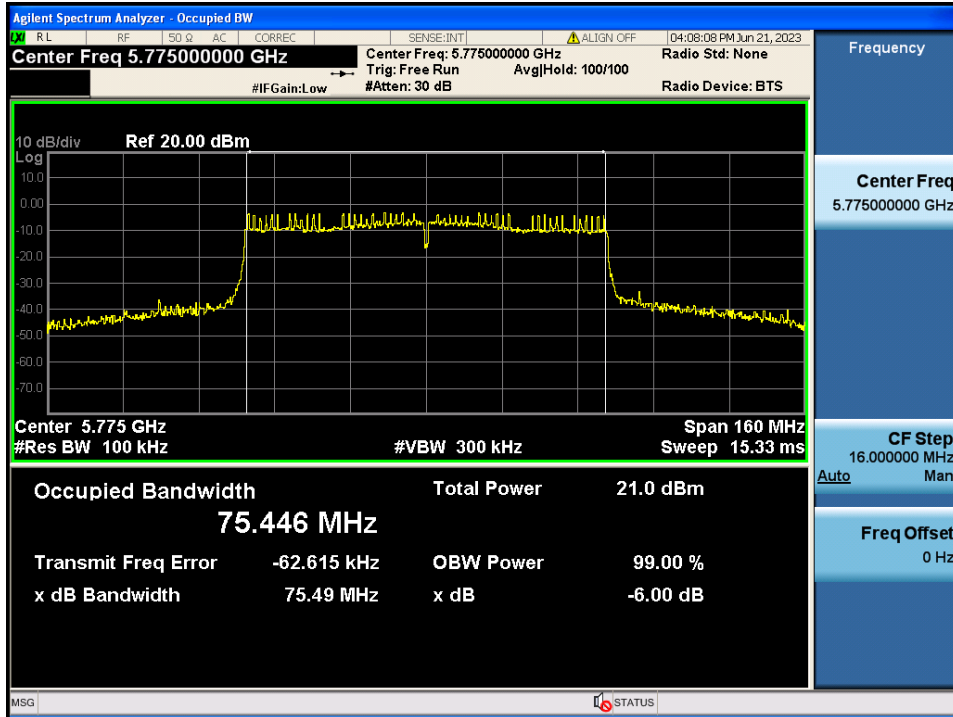 Agilent Spectrum Analyzer - Occupied BW
LXI RL RF 50 Ω AC CORREC SENSE:INT ALIGN OFF 04:08:08 PM Jun 21, 2023
Center Freq 5.775000000 GHz
Center Freq: 5.775000000 GHz
Radio Std: None
Trig: Free Run Avg|Hold: 100/100
#IFGain:Low
#Atten: 30 dB
Radio Device: BTS
10 dB/div Ref 20.00 dBm
Log
10.0
0.00
-10.0
-20.0
-30.0
-40.0
-50.0
-60.0
-70.0
Center 5.775 GHz Span 160 MHz
#Res BW 100 kHz #VBW 300 kHz Sweep 15.33 ms
Occupied Bandwidth Total Power 21.0 dBm
75.446 MHz
Transmit Freq Error -62.615 kHz OBW Power 99.00 %
x dB Bandwidth 75.49 MHz x dB -6.00 dB
Frequency
Center Freq
5.775000000 GHz
CF Step
16.000000 MHz
Auto Man
Freq Offset
0 Hz
MSG STATUS